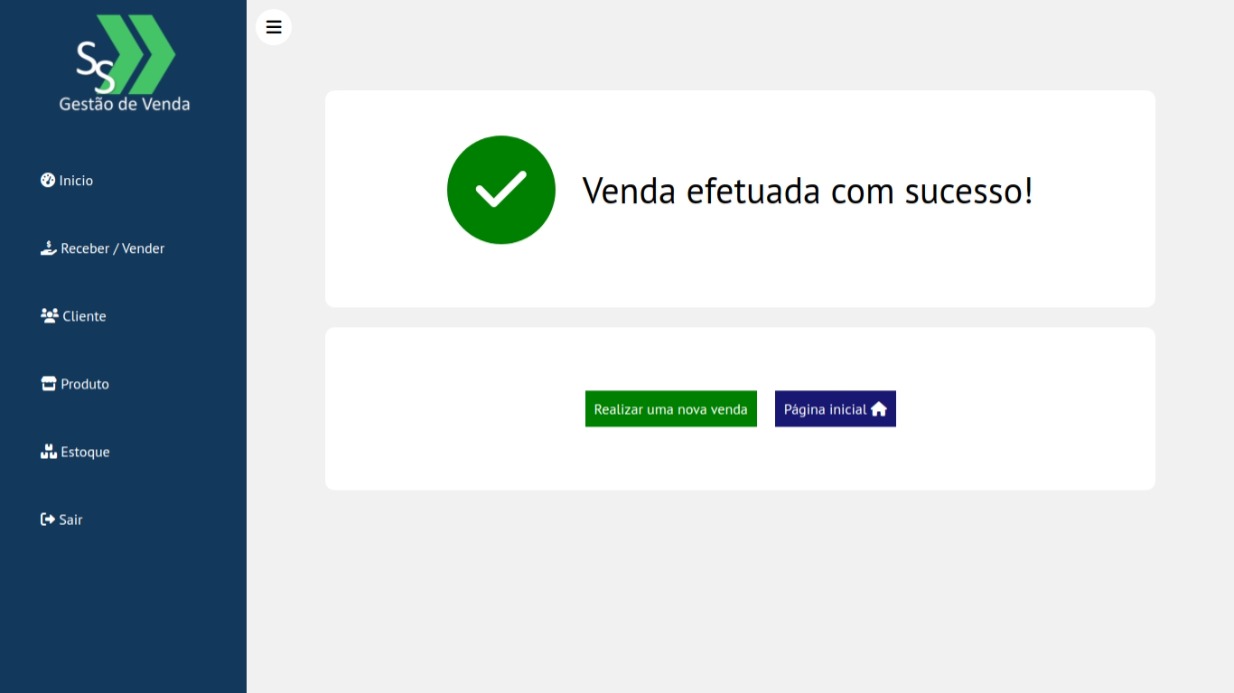 SS
Gestão de Venda
Inicio
Receber / Vender
Cliente
Produto
Estoque
Sair
Venda efetuada com sucesso!
Realizar uma nova venda
Página inicial